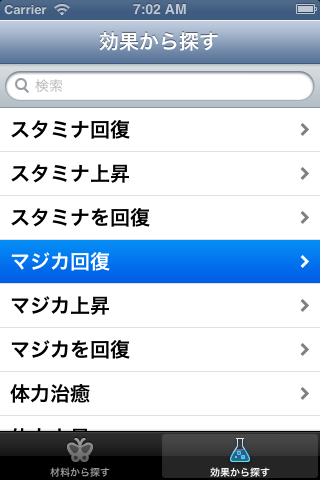 Carrier 7:02 AM
効果から探す
検索
スタミナ回復
スタミナ上昇
スタミナを回復
マジカ回復
マジカ上昇
マジカを回復
体力治癒
材料から探す 効果から探す